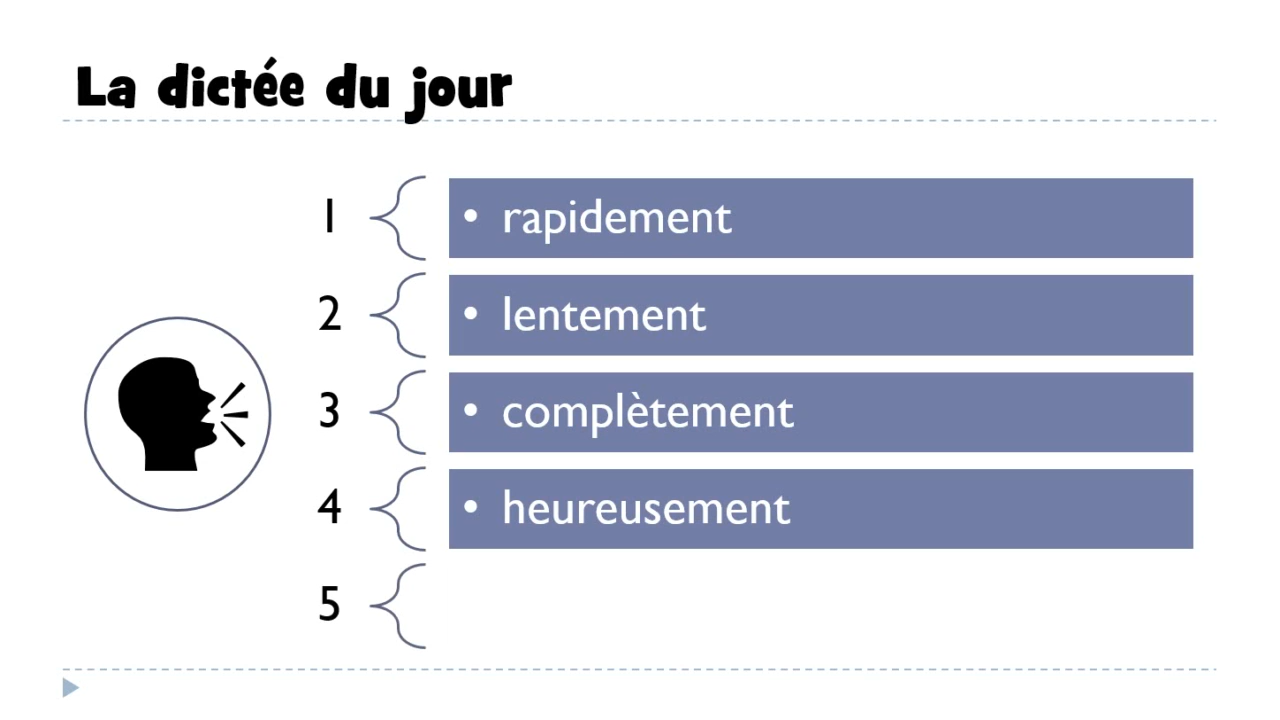 La dictée du jour
1 • rapidement
2 • lentement
3 • complètement
4 • heureusement
5